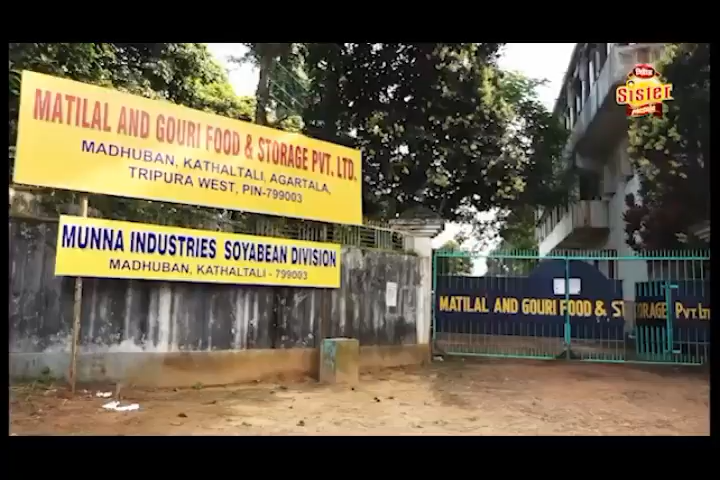 MATILAL AND GOURI FOOD & STORAGE PVT. LTD.
MADHUBAN, KATHALTALI, AGARTALA,
TRIPURA WEST, PIN-799003
MUNNA INDUSTRIES SOYABEAN DIVISION
MADHUBAN, KATHALTALI - 799003
MATILAL AND GOURI FOOD & STORAGE PVT. LTD
Sister